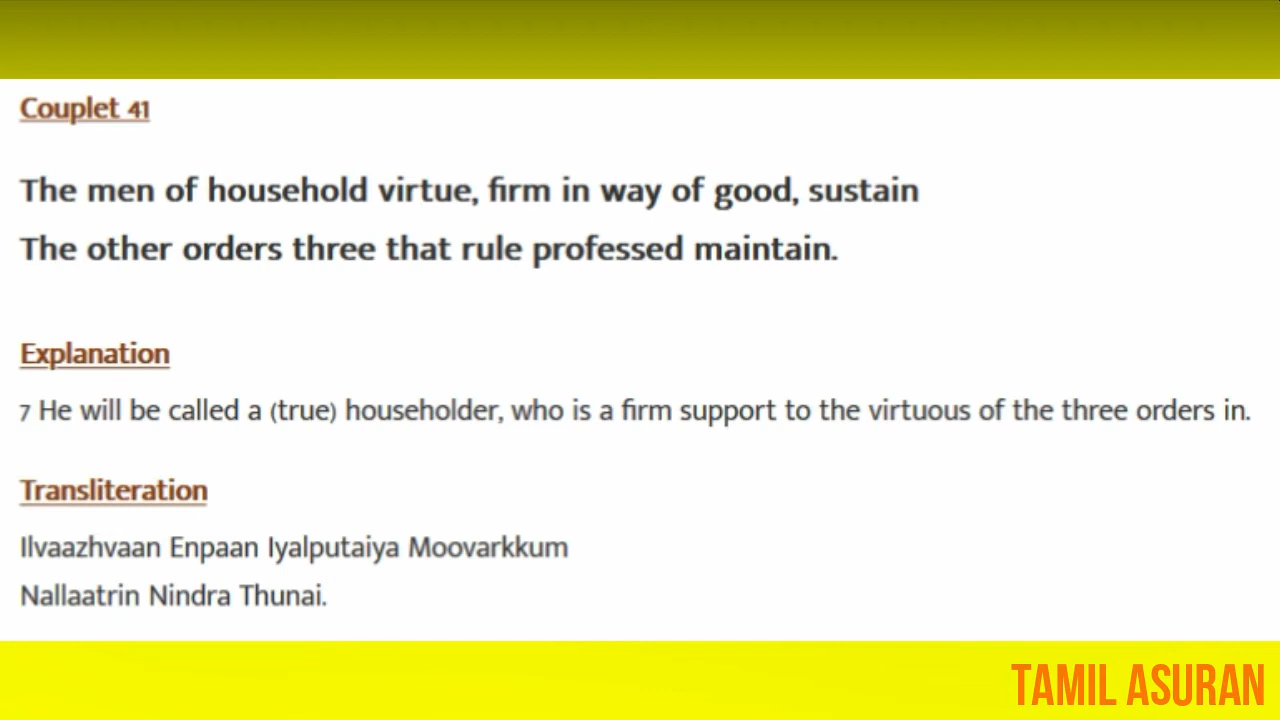 Couplet 41
The men of household virtue, firm in way of good, sustain
The other orders three that rule professed maintain.
Explanation
7 He will be called a (true) householder, who is a firm support to the virtuous of the three orders in.
Transliteration
Ilvaazhvaan Enpaan Iyalputaiya Moovarkkum
Nallaatrin Nindra Thunai.
TAMIL ASURAN